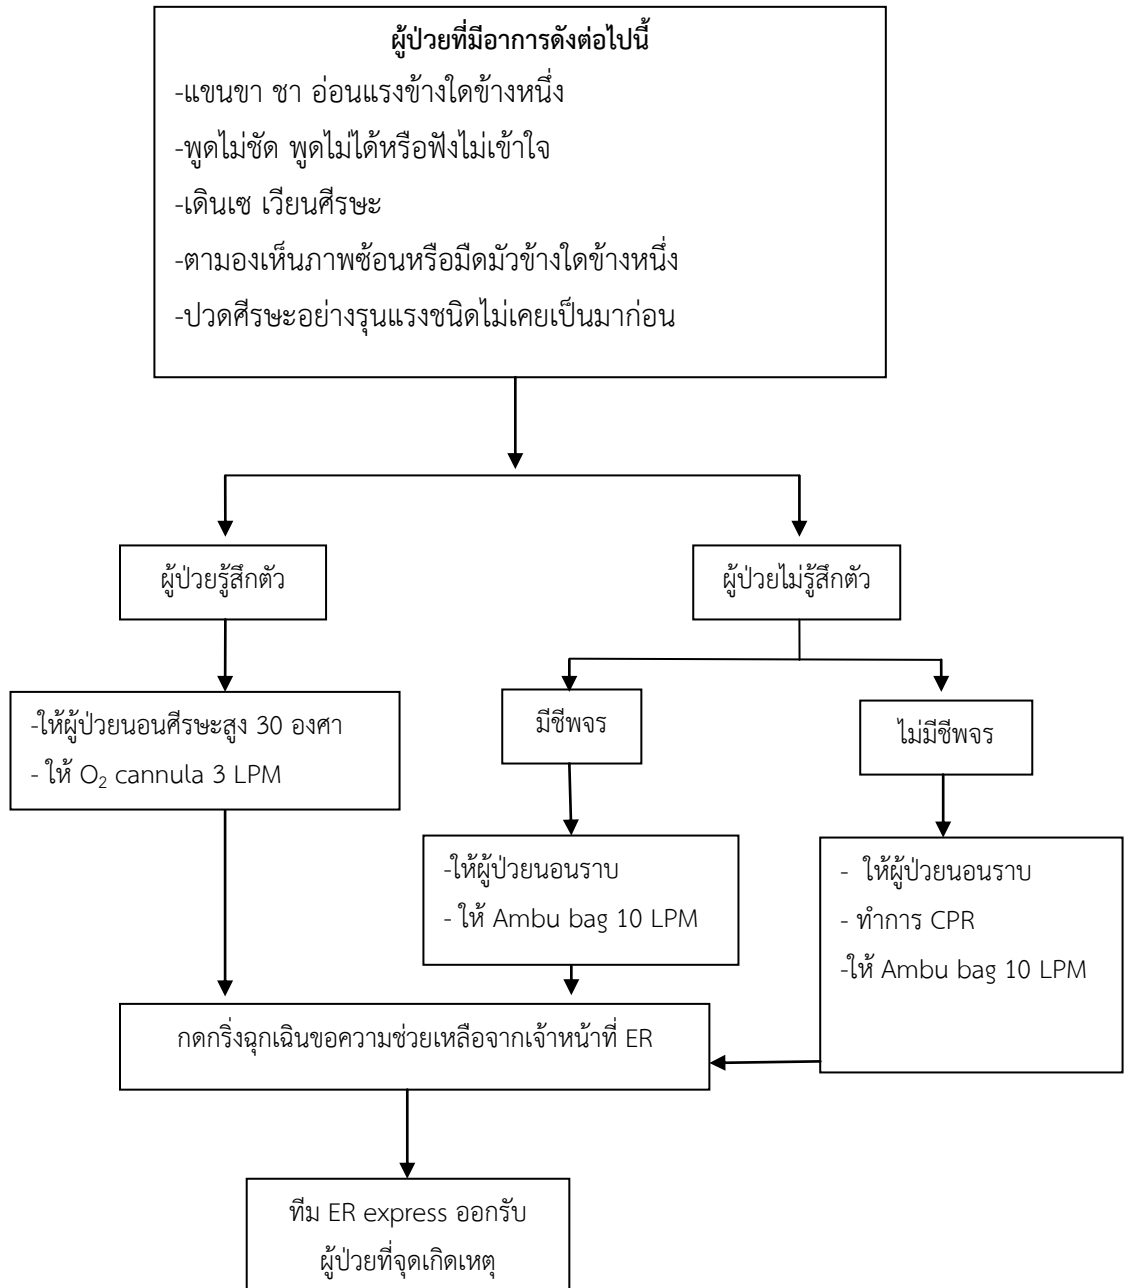 ผู้ป่วยที่มีอาการดังต่อไปนี้
-แขนขา ชา อ่อนแรงข้างใดข้างหนึ่ง
-พูดไม่ชัด พูดไม่ได้หรือฟังไม่เข้าใจ
-เดินเซ เวียนศีรษะ
-ตามองเห็นภาพซ้อนหรือมืดมัวข้างใดข้างหนึ่ง
-ปวดศีรษะอย่างรุนแรงชนิดไม่เคยเป็นมาก่อน
ผู้ป่วยรู้สึกตัว
ผู้ป่วยไม่รู้สึกตัว
-ให้ผู้ป่วยนอนศีรษะสูง 30 องศา
- ให้ O₂ cannula 3 LPM
มีชีพจร
ไม่มีชีพจร
-ให้ผู้ป่วยนอนราบ
- ให้ Ambu bag 10 LPM
- ให้ผู้ป่วยนอนราบ
- ทำการ CPR
-ให้ Ambu bag 10 LPM
กดกริ่งฉุกเฉินขอความช่วยเหลือจากเจ้าหน้าที่ ER
ทีม ER express ออกรับ
ผู้ป่วยที่จุดเกิดเหตุ